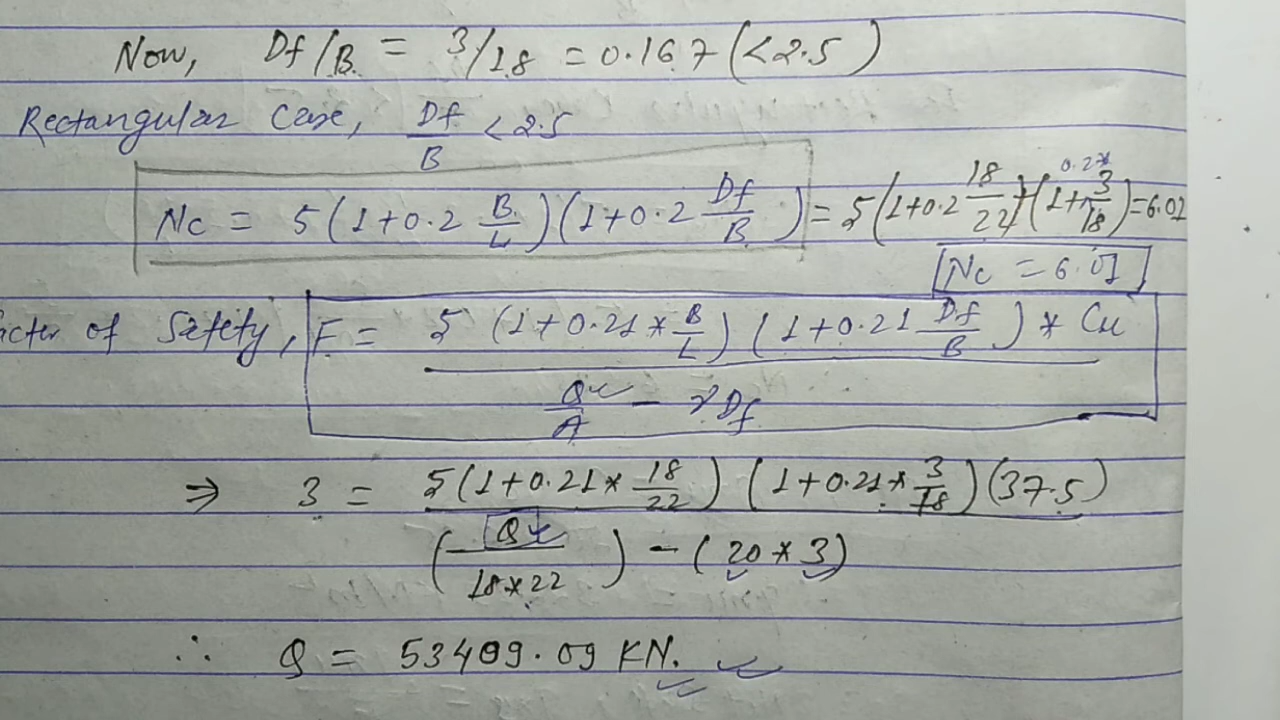 Now, Df/B = 3/18 = 0.167 (<2.5)
Rectangular Case, Df/B < 2.5
Nc = 5(1+0.2 B/L)(1+0.2 Df/B) = 5(1+0.2 18/22)(1+0.2* 3/18)=6.01
Nc = 6.01
of Safety, F = 5 (1+0.21*B/L)(1+0.21 Df/B) * Cu
Q/A - γDf
⇒ 3 = 5(1+0.21* 18/22) (1+0.21* 3/18)(37.5)
(Q/18*22) - (20*3)
∴ Q = 53409.09 KN.